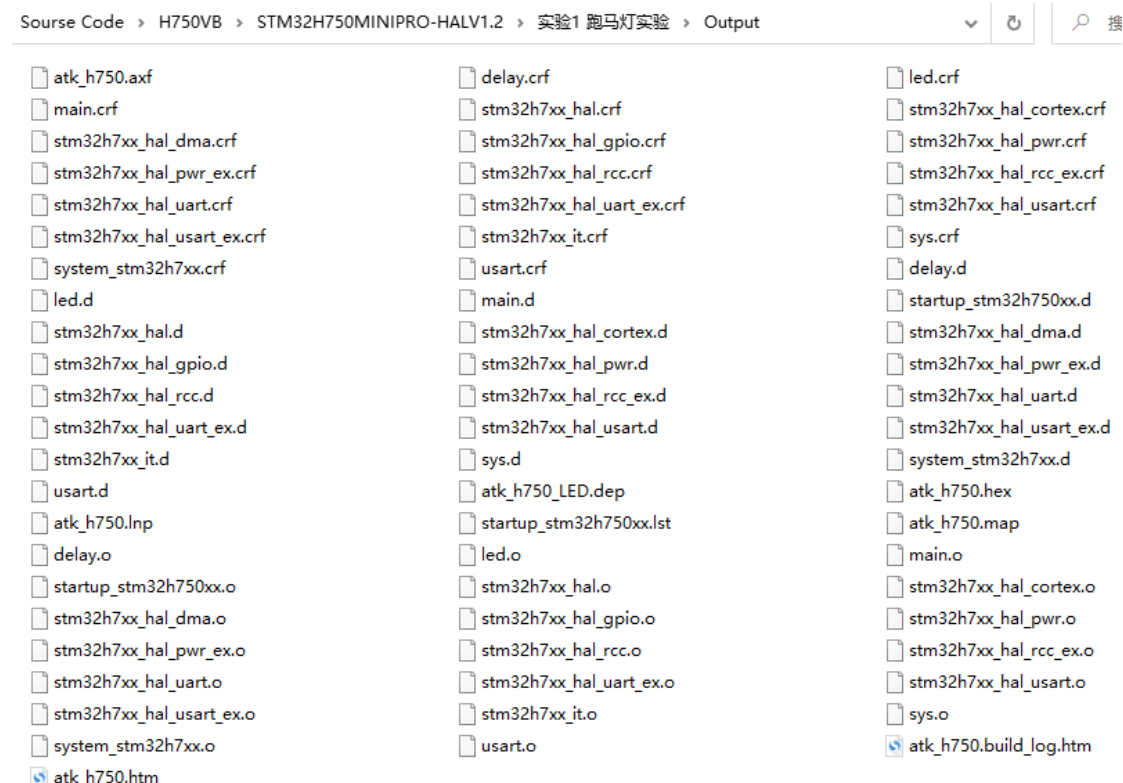 Sourse Code › H750VB › STM32H750MINIPRO-HALV1.2 › 实验1 跑马灯实验 › Output 搜
atk_h750.axf delay.crf led.crf
main.crf stm32h7xx_hal.crf stm32h7xx_hal_cortex.crf
stm32h7xx_hal_dma.crf stm32h7xx_hal_gpio.crf stm32h7xx_hal_pwr.crf
stm32h7xx_hal_pwr_ex.crf stm32h7xx_hal_rcc.crf stm32h7xx_hal_rcc_ex.crf
stm32h7xx_hal_uart.crf stm32h7xx_hal_uart_ex.crf stm32h7xx_hal_usart.crf
stm32h7xx_hal_usart_ex.crf stm32h7xx_it.crf sys.crf
system_stm32h7xx.crf usart.crf delay.d
led.d main.d startup_stm32h750xx.d
stm32h7xx_hal.d stm32h7xx_hal_cortex.d stm32h7xx_hal_dma.d
stm32h7xx_hal_gpio.d stm32h7xx_hal_pwr.d stm32h7xx_hal_pwr_ex.d
stm32h7xx_hal_rcc.d stm32h7xx_hal_rcc_ex.d stm32h7xx_hal_uart.d
stm32h7xx_hal_uart_ex.d stm32h7xx_hal_usart.d stm32h7xx_hal_usart_ex.d
stm32h7xx_it.d sys.d system_stm32h7xx.d
usart.d atk_h750_LED.dep atk_h750.hex
atk_h750.lnp startup_stm32h750xx.lst atk_h750.map
delay.o led.o main.o
startup_stm32h750xx.o stm32h7xx_hal.o stm32h7xx_hal_cortex.o
stm32h7xx_hal_dma.o stm32h7xx_hal_gpio.o stm32h7xx_hal_pwr.o
stm32h7xx_hal_pwr_ex.o stm32h7xx_hal_rcc.o stm32h7xx_hal_rcc_ex.o
stm32h7xx_hal_uart.o stm32h7xx_hal_uart_ex.o stm32h7xx_hal_usart.o
stm32h7xx_hal_usart_ex.o stm32h7xx_it.o sys.o
system_stm32h7xx.o usart.o atk_h750.build_log.htm
atk_h750.htm